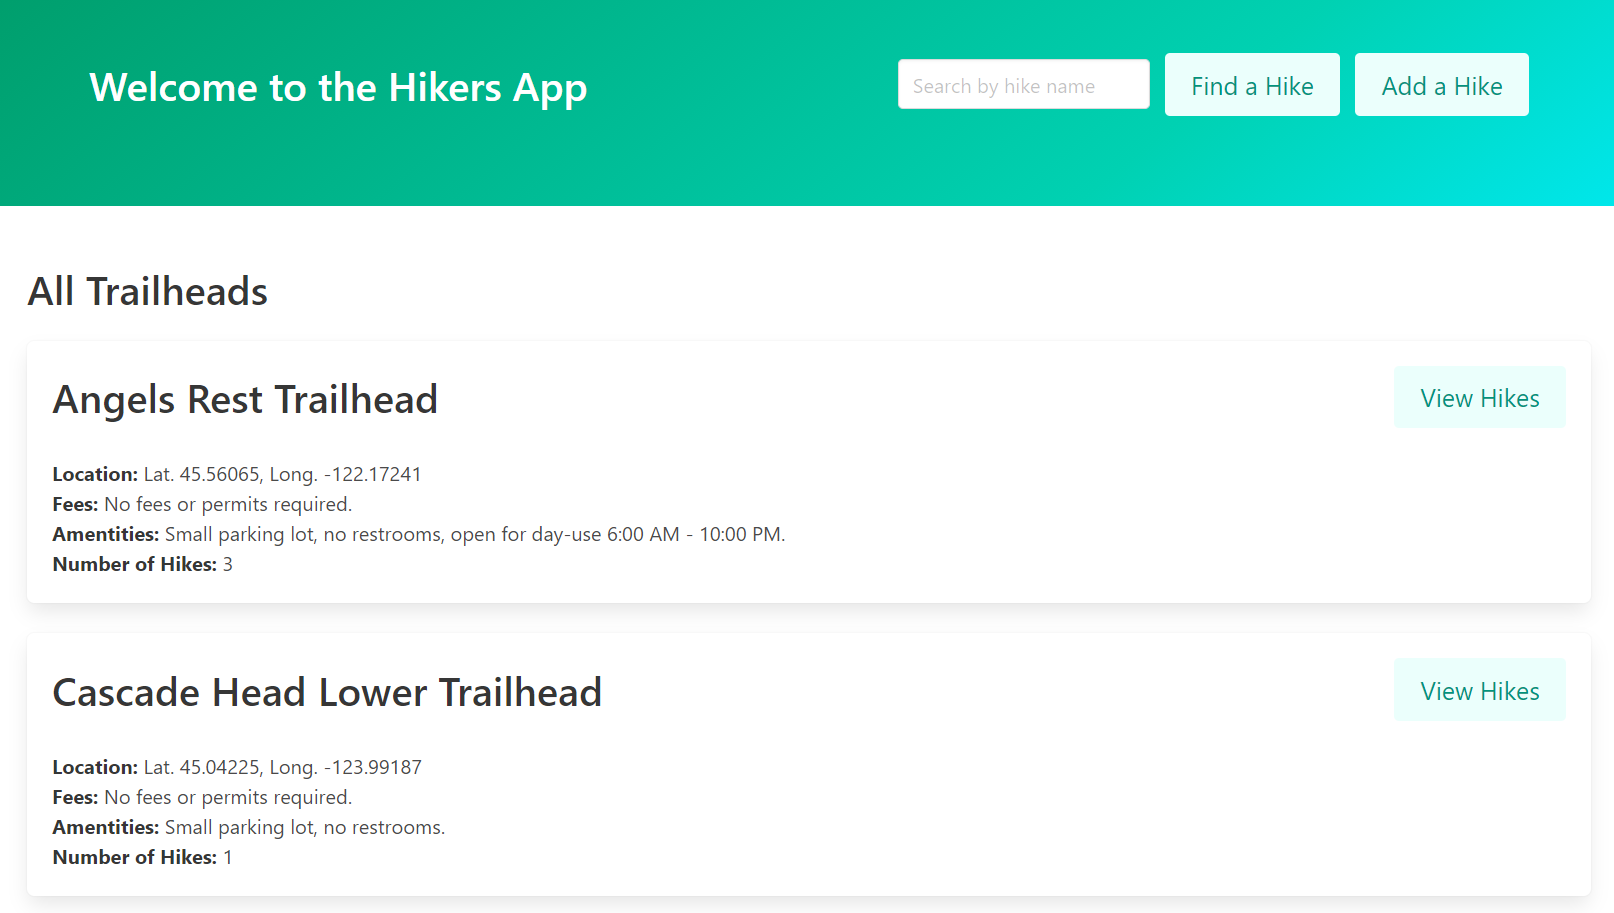 Welcome to the Hikers App
Search by hike name
Find a Hike
Add a Hike
All Trailheads
Angels Rest Trailhead
View Hikes
Location: Lat. 45.56065, Long. -122.17241
Fees: No fees or permits required.
Amentities: Small parking lot, no restrooms, open for day-use 6:00 AM - 10:00 PM.
Number of Hikes: 3
Cascade Head Lower Trailhead
View Hikes
Location: Lat. 45.04225, Long. -123.99187
Fees: No fees or permits required.
Amentities: Small parking lot, no restrooms.
Number of Hikes: 1